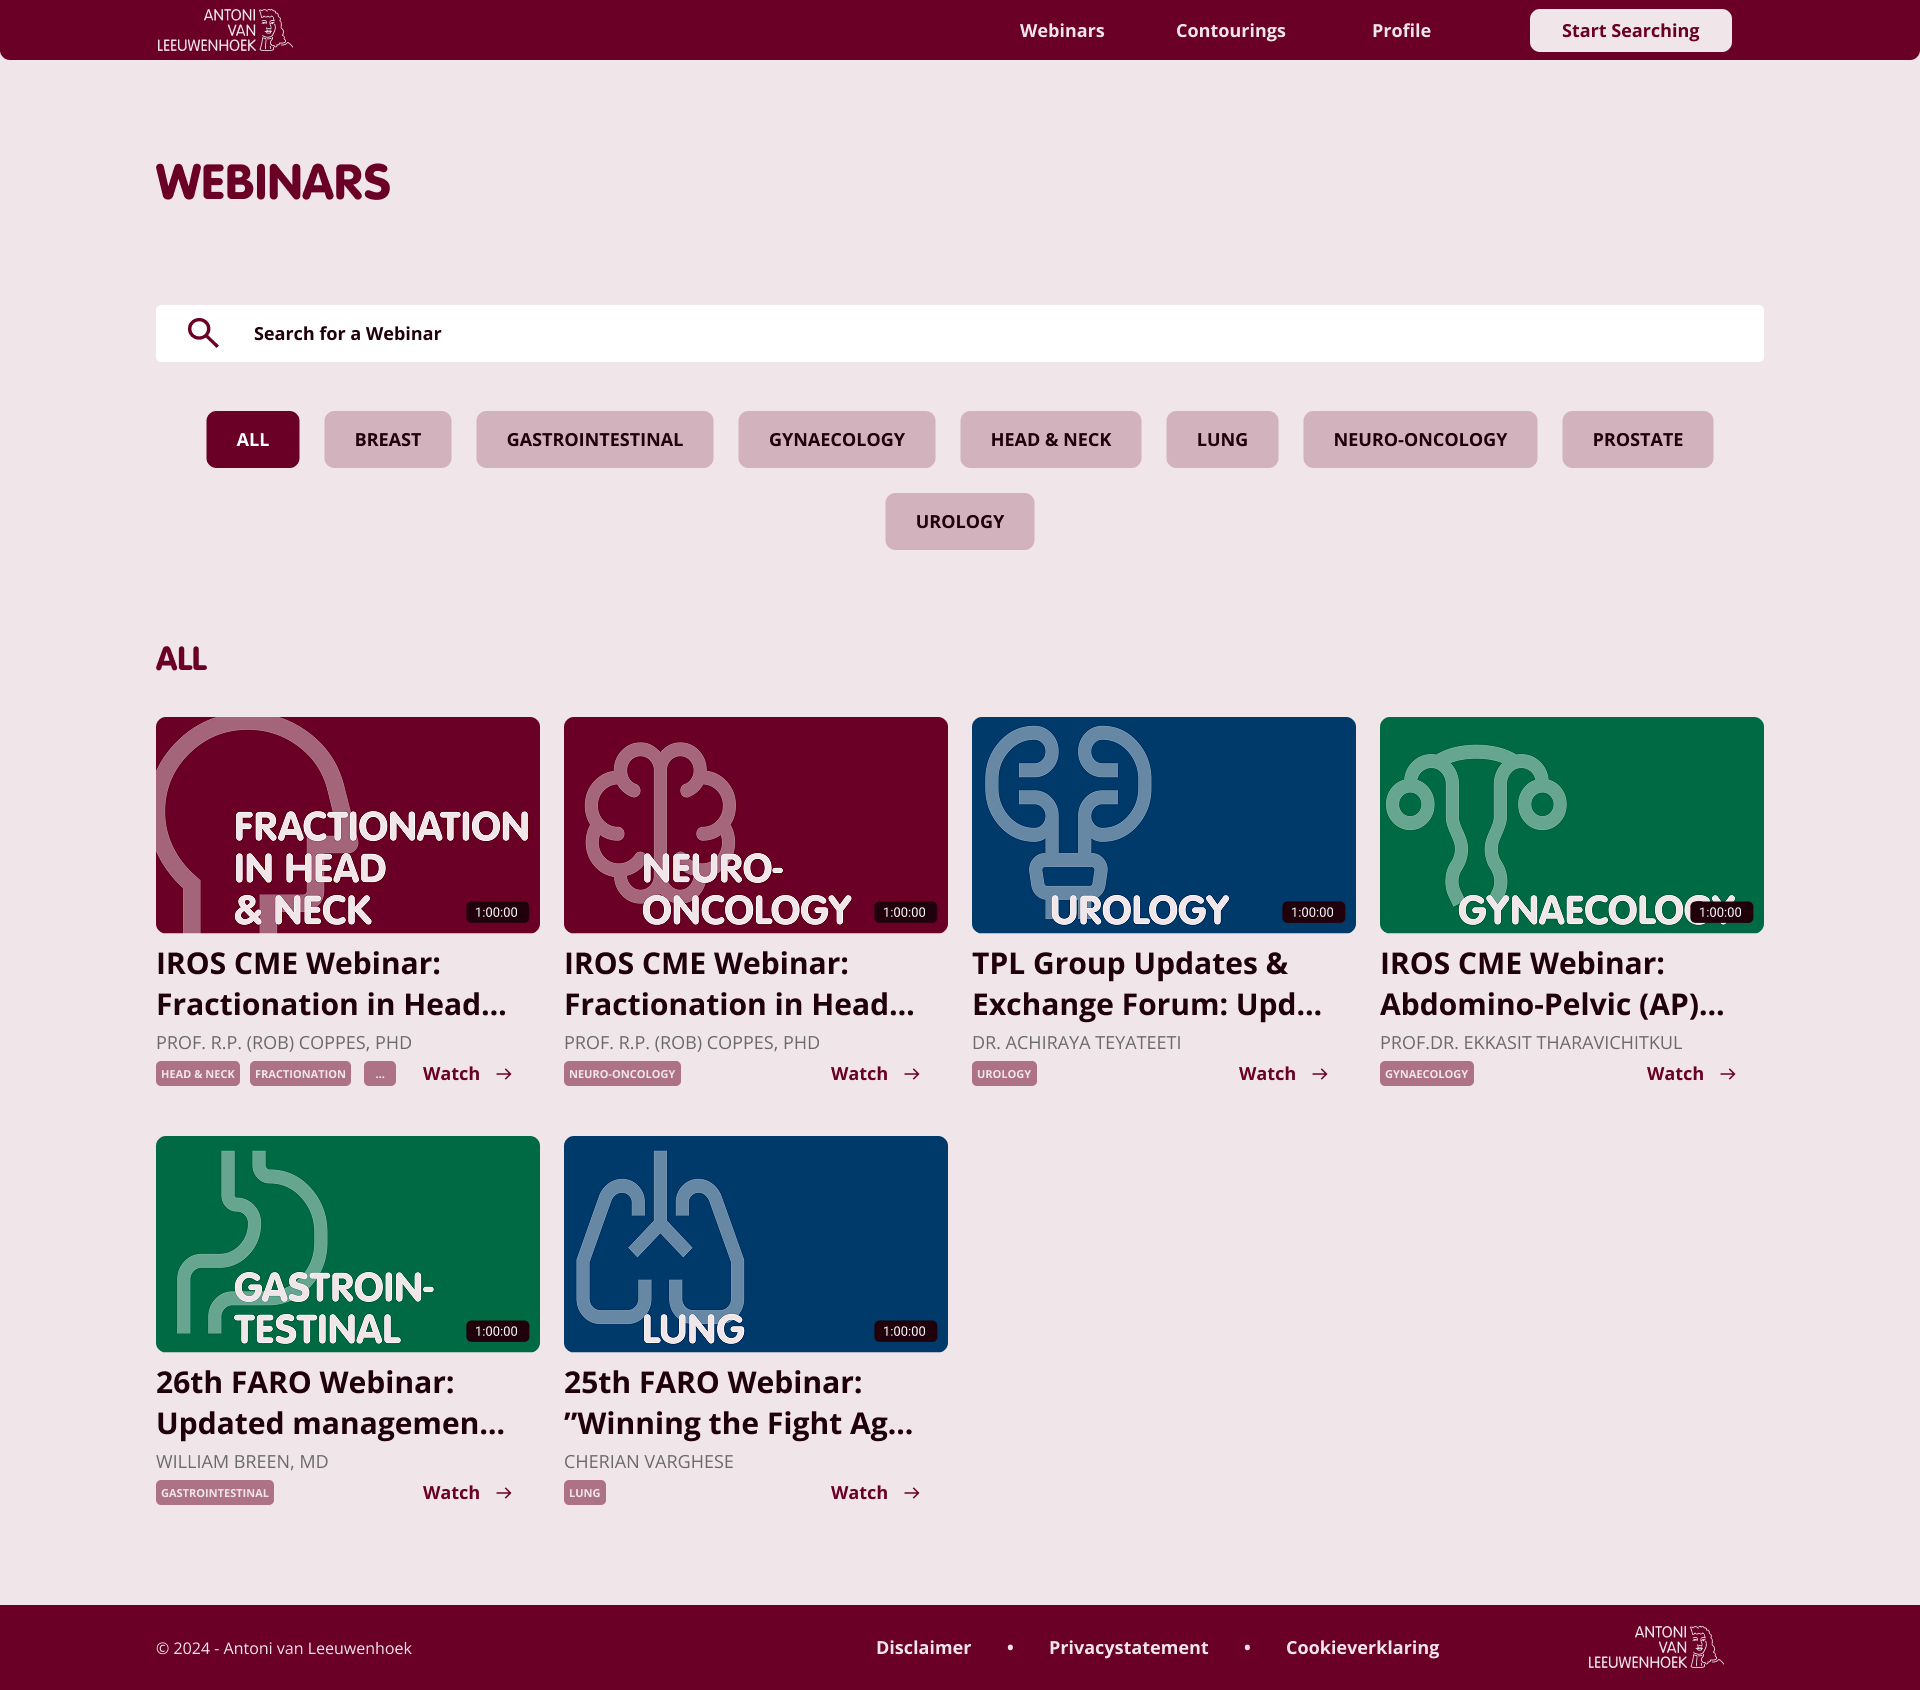 ANTONI
VAN
LEEUWENHOEK
Webinars
Contourings
Profile
Start Searching
WEBINARS
Search for a Webinar
ALL
BREAST
GASTROINTESTINAL
GYNAECOLOGY
HEAD & NECK
LUNG
NEURO-ONCOLOGY
PROSTATE
UROLOGY
ALL
FRACTIONATION
IN HEAD
& NECK
1:00:00
IROS CME Webinar:
Fractionation in Head...
PROF. R.P. (ROB) COPPES, PHD
HEAD & NECK
FRACTIONATION
...
Watch →
NEURO-
ONCOLOGY
1:00:00
IROS CME Webinar:
Fractionation in Head...
PROF. R.P. (ROB) COPPES, PHD
NEURO-ONCOLOGY
Watch →
UROLOGY
1:00:00
TPL Group Updates &
Exchange Forum: Upd...
DR. ACHIRAYA TEYATEETI
UROLOGY
Watch →
GYNAECOLOGY
1:00:00
IROS CME Webinar:
Abdomino-Pelvic (AP)...
PROF.DR. EKKASIT THARAVICHITKUL
GYNAECOLOGY
Watch →
GASTROIN-
TESTINAL
1:00:00
26th FARO Webinar:
Updated managemen...
WILLIAM BREEN, MD
GASTROINTESTINAL
Watch →
LUNG
1:00:00
25th FARO Webinar:
”Winning the Fight Ag...
CHERIAN VARGHESE
LUNG
Watch →
© 2024 - Antoni van Leeuwenhoek
Disclaimer • Privacystatement • Cookieverklaring
ANTONI
VAN
LEEUWENHOEK